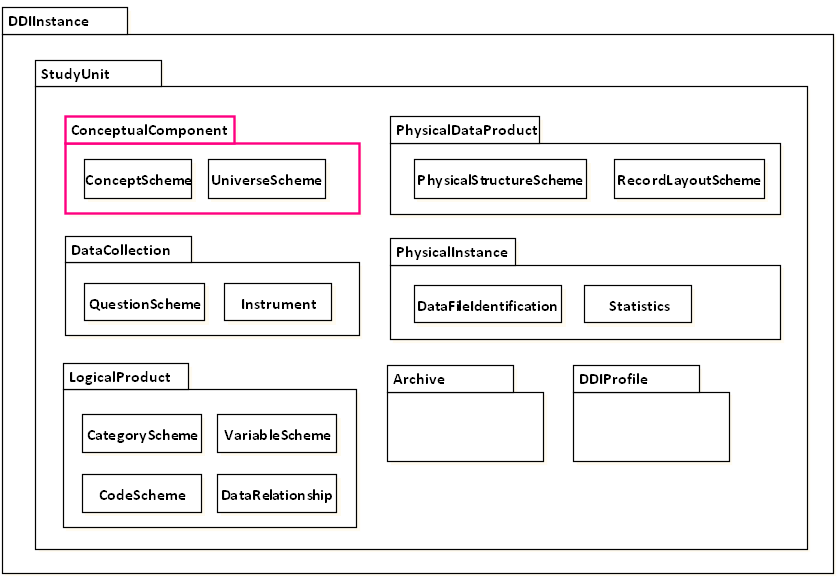 DDIInstance
StudyUnit
ConceptualComponent
ConceptScheme
UniverseScheme
PhysicalDataProduct
PhysicalStructureScheme
RecordLayoutScheme
DataCollection
QuestionScheme
Instrument
PhysicalInstance
DataFileIdentification
Statistics
LogicalProduct
CategoryScheme
VariableScheme
CodeScheme
DataRelationship
Archive
DDIProfile